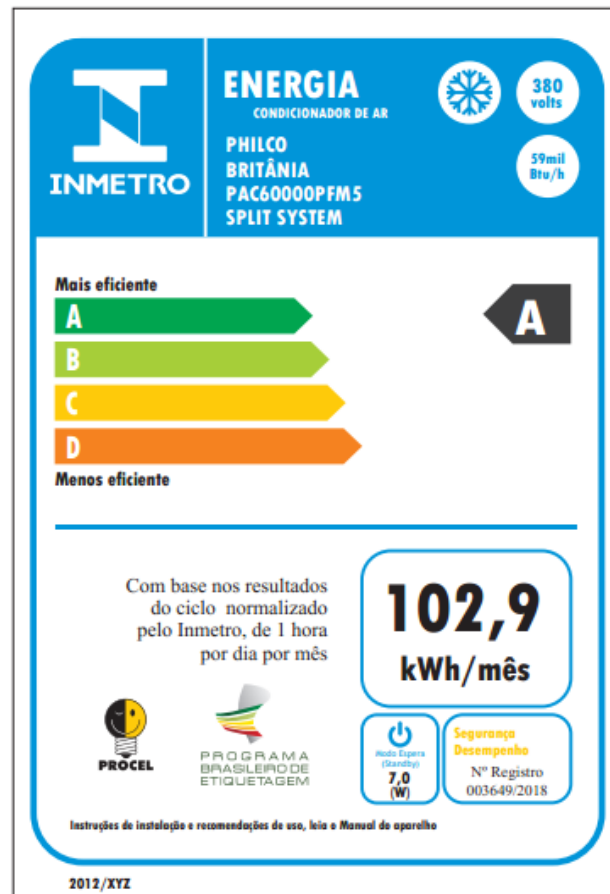 INMETRO
ENERGIA
CONDICIONADOR DE AR
PHILCO
BRITÂNIA
PAC60000PFM5
SPLIT SYSTEM
380
volts
59mil
Btu/h
Mais eficiente
A
A
B
C
D
Menos eficiente
Com base nos resultados
do ciclo normalizado
pelo Inmetro, de 1 hora
por dia por mês
102,9
kWh/mês
PROCEL
PROGRAMA
BRASILEIRO DE
ETIQUETAGEM
Modo Espera
(Standby)
7,0
(W)
Segurança
Desempenho
Nº Registro
003649/2018
Instruções de instalação e recomendações de uso, leia o Manual do aparelho
2012/XYZ